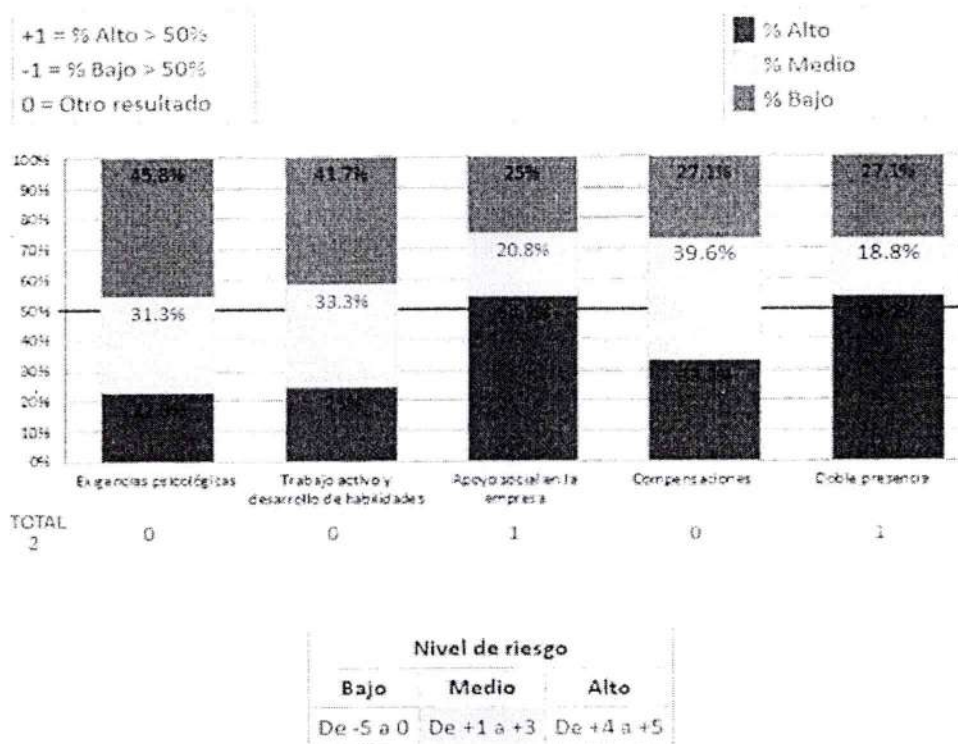 +1 = % Alto > 50%
-1 = % Bajo > 50%
0 = Otro resultado
% Alto
% Medio
% Bajo
100%
90%
80%
70%
60%
50%
40%
30%
20%
10%
0%
45,8% 41.7% 25% 27,1% 27.1%
31.3% 33.3% 20.8% 39.6% 18.8%
Exigencias psicológicas
Trabajo activo y desarrollo de habilidades
Apoyo social en la empresa
Compensaciones
Doble presencia
TOTAL
2 0 0 1 0 1
Nivel de riesgo
Bajo Medio Alto
De -5 a 0 De +1 a +3 De +4 a +5